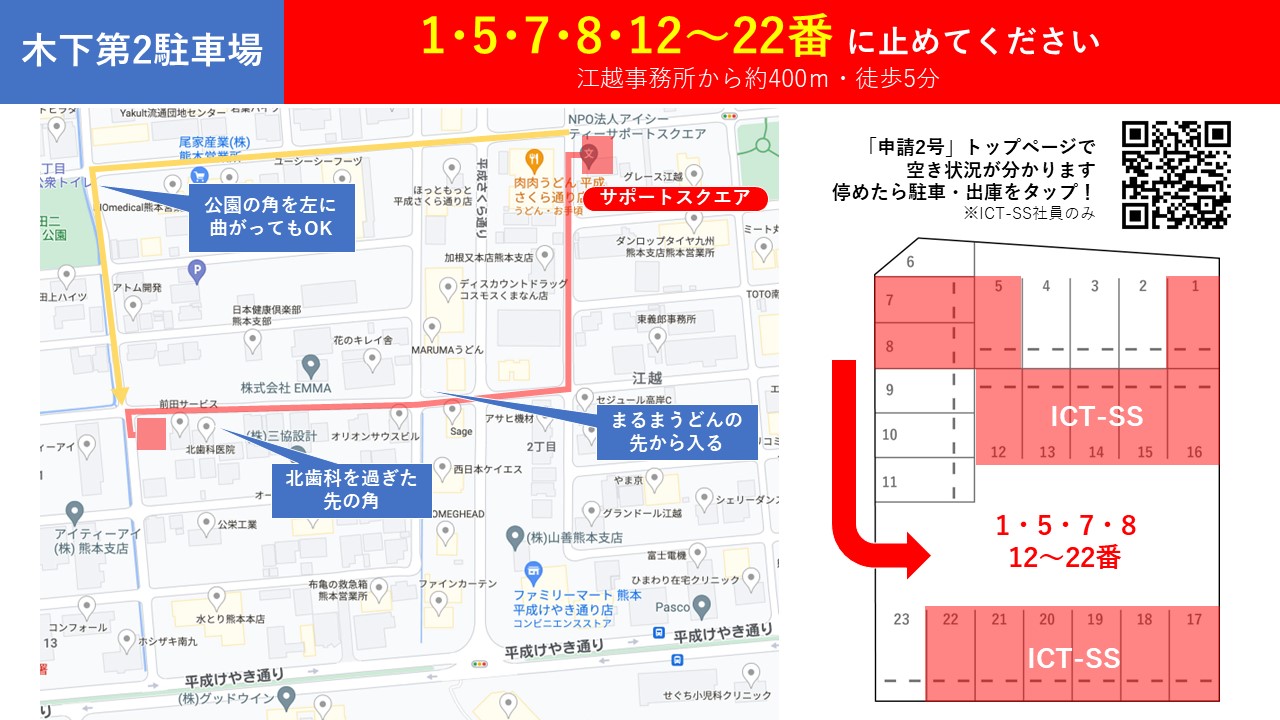 木下第2駐車場
1・5・7・8・12～22番 に止めてください
江越事務所から約400m・徒歩5分
Yakult流通団地センター
尾家産業(株)
熊本営業所
ユーシーシーフーヅ
NPO法人アイシー
ティーサポートスクエア
グレース江越
サポートスクエア
肉肉うどん 平成
さくら通り店
うどん・お手頃
ほっともっと
平成さくら通り店
平成さくら通り
公園の角を左に
曲がってもOK
公園
ダンロップタイヤ九州
熊本支店熊本営業所
加根又本店熊本支店
アトム開発
ディスカウントドラッグ
コスモスくまなん店
日本健康倶楽部
熊本支部
東義郎事務所
花のキレイ舎
MARUMAうどん
株式会社 EMMA
江越
前田サービス
セジュール高岸C
アサヒ機材
まるまうどんの
先から入る
(株)三協設計
オリオンサウスビル
Sage
北歯科医院
2丁目
北歯科を過ぎた
先の角
西日本ケイエス
やま京
アイティーアイ
(株) 熊本支店
公栄工業
グランドール江越
(株)山善熊本支店
富士電機
布亀の救急箱
熊本営業所
ファインカーテン
ひまわり在宅クリニック
ファミリーマート 熊本
平成けやき通り店
コンビニエンスストア
Pasco
コンフォール
水とり熊本本店
ホシザキ南九
13
平成けやき通り
平成けやき通り
平成けやき通り
(株)グッドウイン
せぐち小児科クリニック
「申請2号」トップページで
空き状況が分かります
停めたら駐車・出庫をタップ！
※ICT-SS社員のみ
6
7
5
4
3
2
1
8
9
ICT-SS
10
12
13
14
15
16
11
1・5・7・8
12～22番
23
22
21
20
19
18
17
ICT-SS